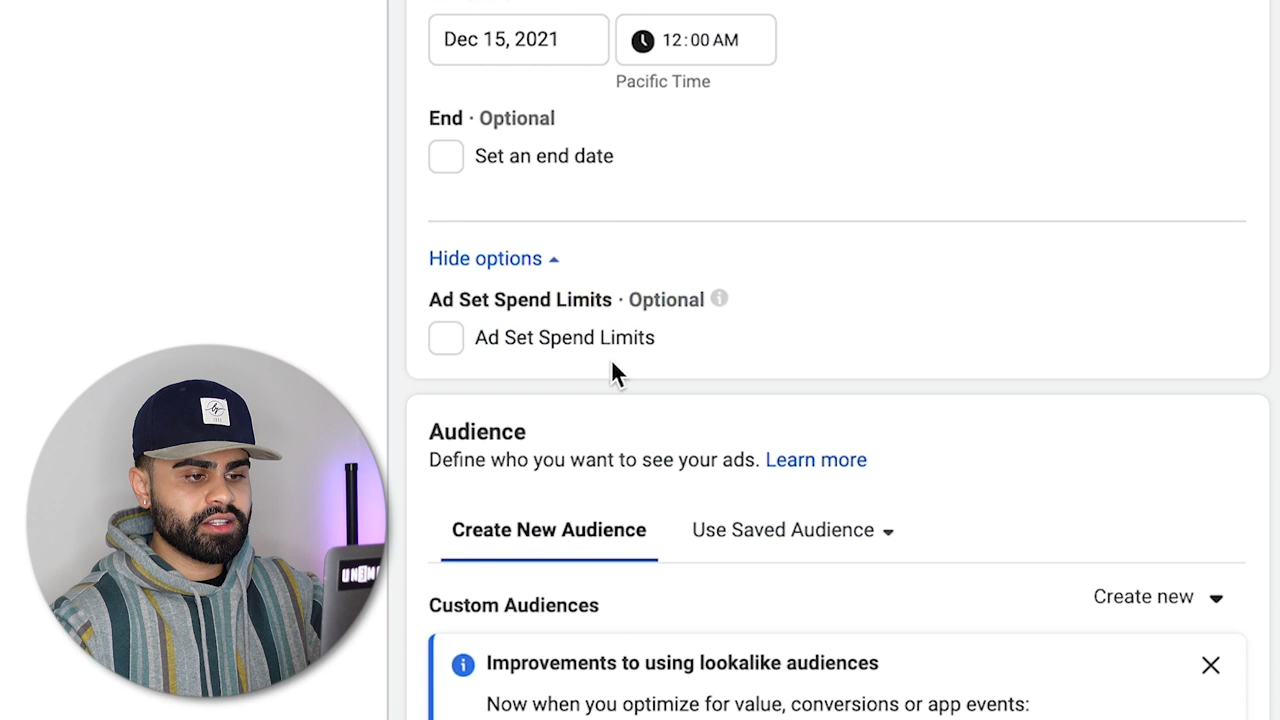 Dec 15, 2021
12:00 AM
Pacific Time
End · Optional
Set an end date
Hide options
Ad Set Spend Limits · Optional
Ad Set Spend Limits
Audience
Define who you want to see your ads. Learn more
Create New Audience
Use Saved Audience
Custom Audiences
Create new
Improvements to using lookalike audiences
Now when you optimize for value, conversions or app events: